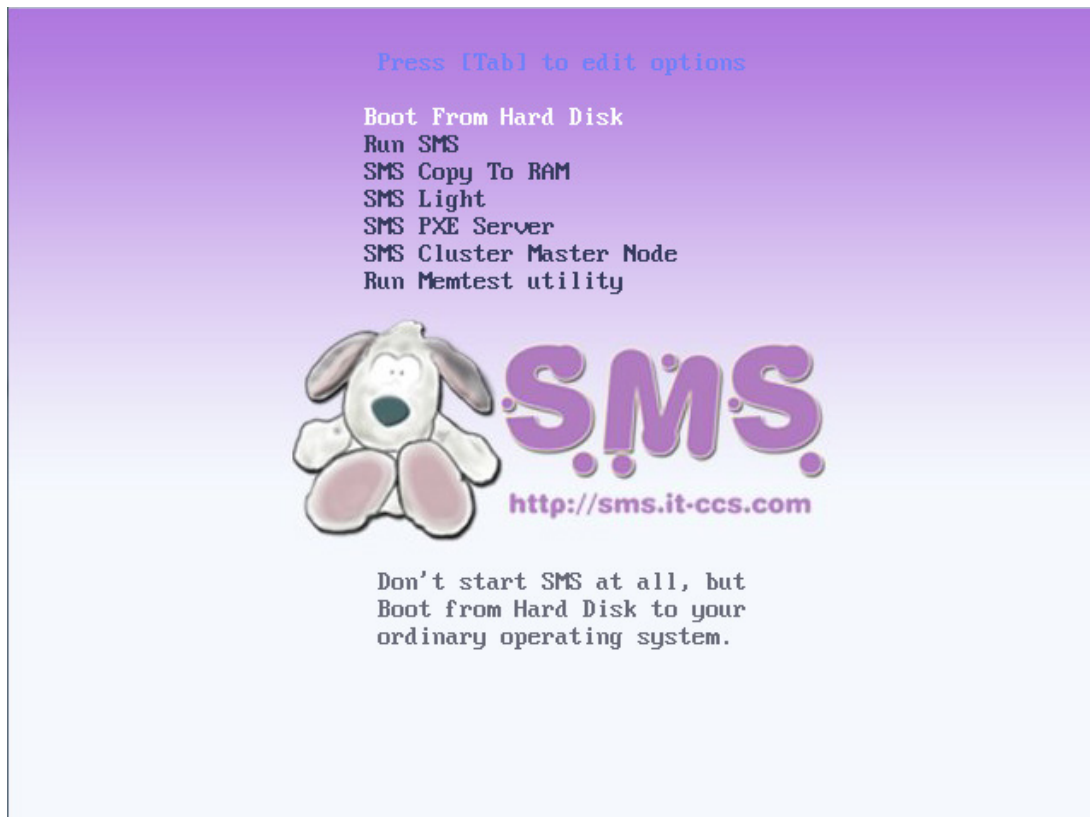 Press [Tab] to edit options
Boot From Hard Disk
Run SMS
SMS Copy To RAM
SMS Light
SMS PXE Server
SMS Cluster Master Node
Run Memtest utility
SMS
http://sms.it-ccs.com
Don't start SMS at all, but
Boot from Hard Disk to your
ordinary operating system.